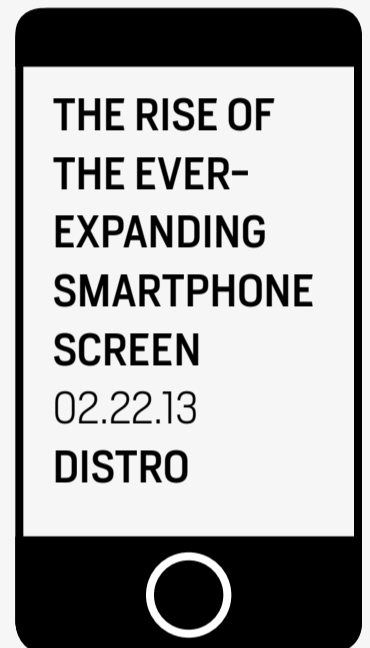 THE RISE OF
THE EVER-
EXPANDING
SMARTPHONE
SCREEN
02.22.13
DISTRO